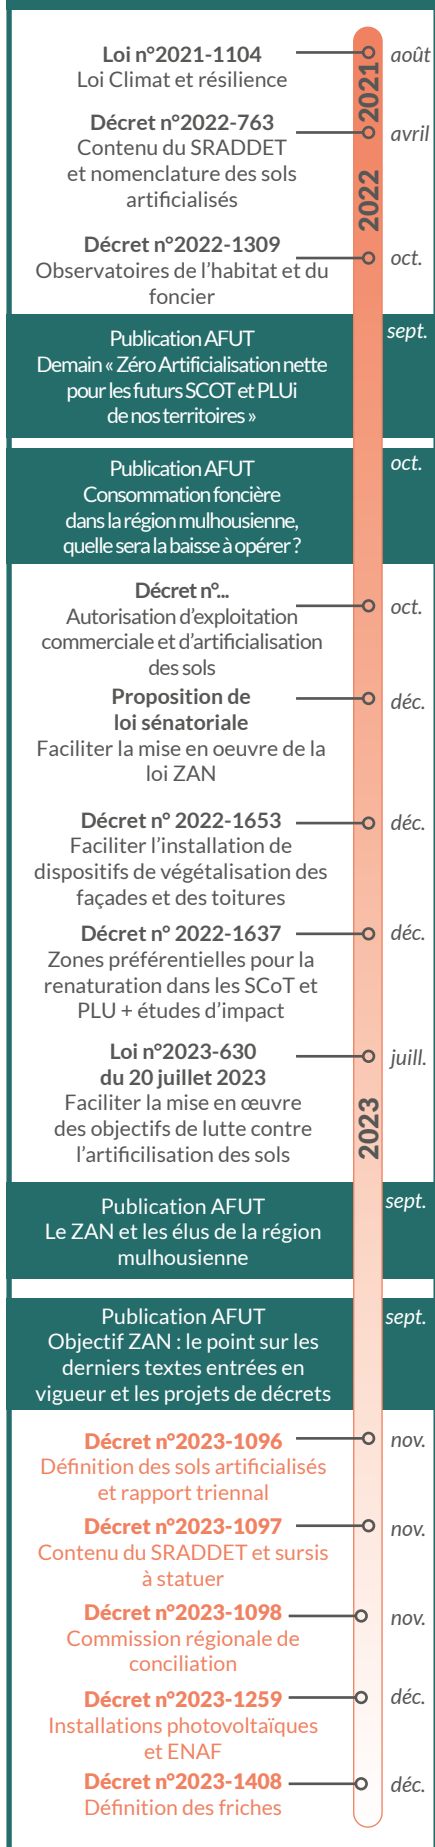 Loi n°2021-1104
Loi Climat et résilience
août
2021
Décret n°2022-763
Contenu du SRADDET
et nomenclature des sols
artificialisés
avril
2022
Décret n°2022-1309
Observatoires de l'habitat et du
foncier
oct.
Publication AFUT
Demain « Zéro Artificialisation nette
pour les futurs SCOT et PLUi
de nos territoires »
sept.
Publication AFUT
Consommation foncière
dans la région mulhousienne,
quelle sera la baisse à opérer ?
oct.
Décret n°...
Autorisation d'exploitation
commerciale et d'artificialisation
des sols
oct.
Proposition de
loi sénatoriale
Faciliter la mise en oeuvre de la
loi ZAN
déc.
Décret n° 2022-1653
Faciliter l'installation de
dispositifs de végétalisation des
façades et des toitures
déc.
Décret n° 2022-1637
Zones préférentielles pour la
renaturation dans les SCoT et
PLU + études d'impact
déc.
Loi n°2023-630
du 20 juillet 2023
Faciliter la mise en œuvre
des objectifs de lutte contre
l'artificilisation des sols
juill.
2023
Publication AFUT
Le ZAN et les élus de la région
mulhousienne
sept.
Publication AFUT
Objectif ZAN : le point sur les
derniers textes entrées en
vigueur et les projets de décrets
sept.
Décret n°2023-1096
Définition des sols artificialisés
et rapport triennal
nov.
Décret n°2023-1097
Contenu du SRADDET et sursis
à statuer
nov.
Décret n°2023-1098
Commission régionale de
conciliation
nov.
Décret n°2023-1259
Installations photovoltaïques
et ENAF
déc.
Décret n°2023-1408
Définition des friches
déc.